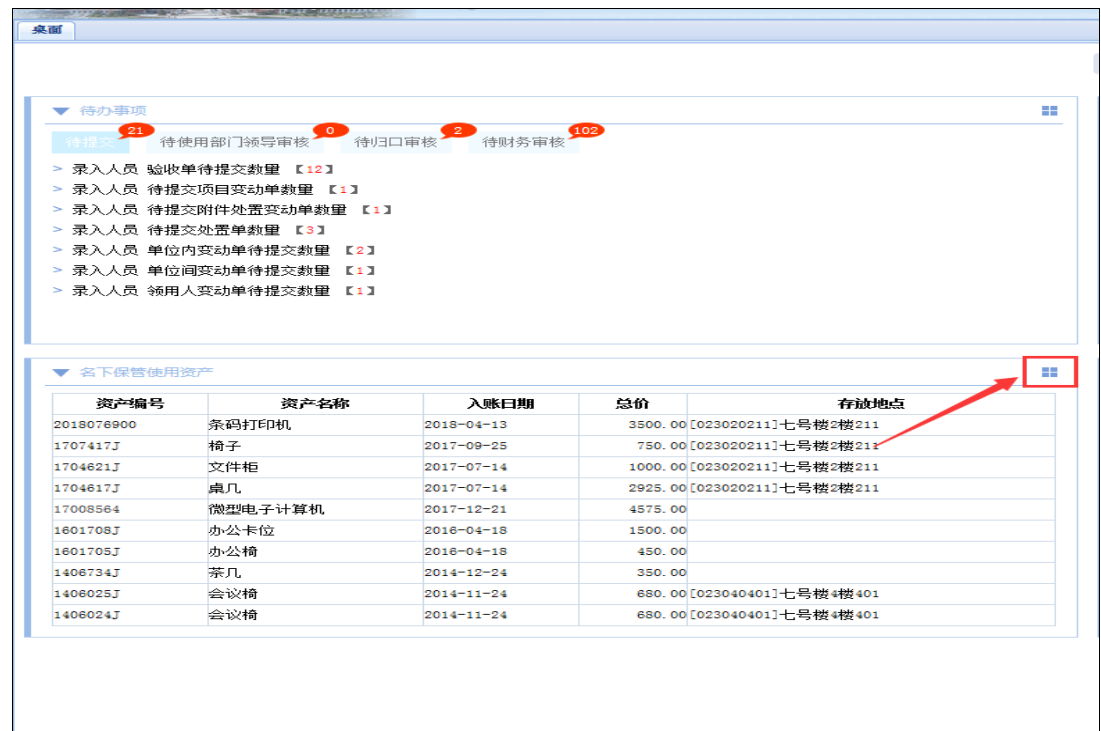 桌面
待办事项
待提交 21 待使用部门领导审核 0 待归口审核 2 待财务审核 102
> 录入人员 验收单待提交数量 【12】
> 录入人员 待提交项目变动单数量 【1】
> 录入人员 待提交附件处置变动单数量 【1】
> 录入人员 待提交处置单数量 【3】
> 录入人员 单位内变动单待提交数量 【2】
> 录入人员 单位间变动单待提交数量 【1】
> 录入人员 领用人变动单待提交数量 【1】
名下保管使用资产
资产编号 资产名称 入账日期 总价 存放地点
2018076900 条码打印机 2018-04-13 3500.00 [023020211]七号楼2楼211
1707417J 椅子 2017-09-25 750.00 [023020211]七号楼2楼211
1704621J 文件柜 2017-07-14 1000.00 [023020211]七号楼2楼211
1704617J 桌几 2017-07-14 2925.00 [023020211]七号楼2楼211
17008564 微型电子计算机 2017-12-21 4575.00
1601708J 办公卡位 2016-04-18 1500.00
1601705J 办公椅 2016-04-18 450.00
1406734J 茶几 2014-12-24 350.00
1406025J 会议椅 2014-11-24 680.00 [023040401]七号楼4楼401
1406024J 会议椅 2014-11-24 680.00 [023040401]七号楼4楼401